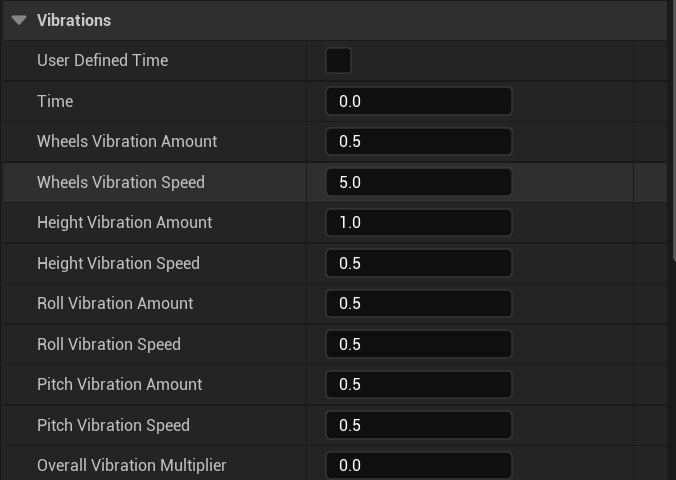 Vibrations
User Defined Time
Time 0.0
Wheels Vibration Amount 0.5
Wheels Vibration Speed 5.0
Height Vibration Amount 1.0
Height Vibration Speed 0.5
Roll Vibration Amount 0.5
Roll Vibration Speed 0.5
Pitch Vibration Amount 0.5
Pitch Vibration Speed 0.5
Overall Vibration Multiplier 0.0